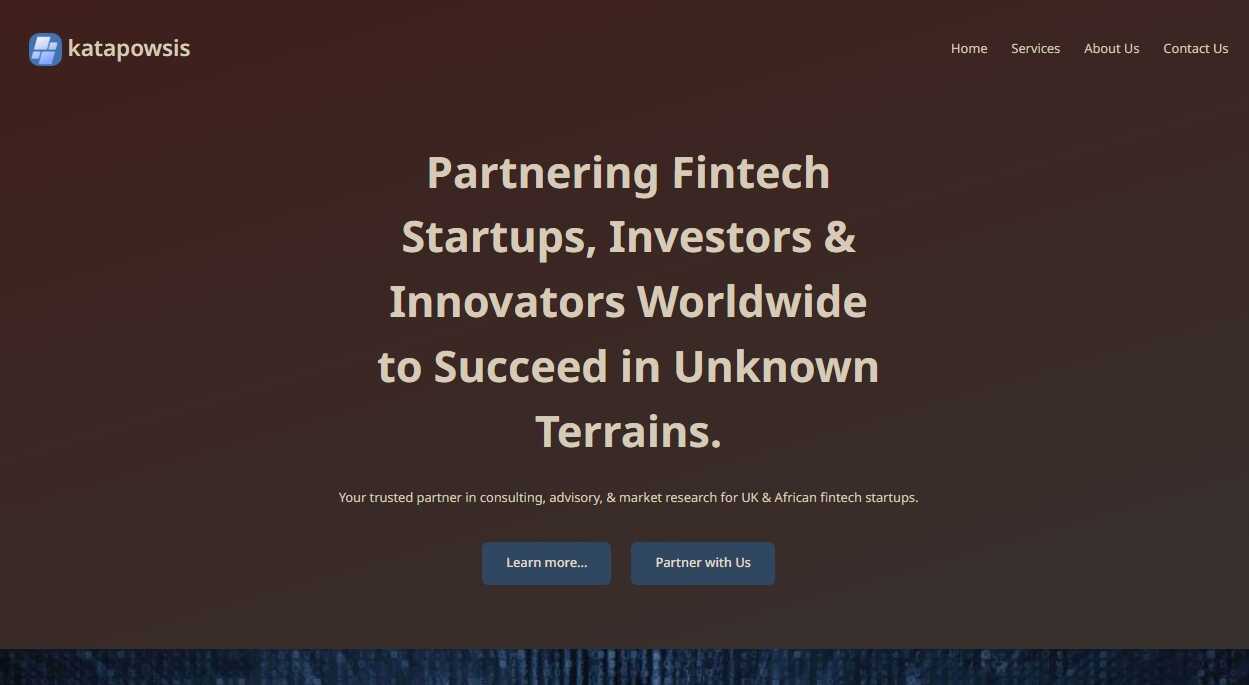 katapowsis
Home Services About Us Contact Us
Partnering Fintech
Startups, Investors &
Innovators Worldwide
to Succeed in Unknown
Terrains.
Your trusted partner in consulting, advisory, & market research for UK & African fintech startups.
Learn more... Partner with Us